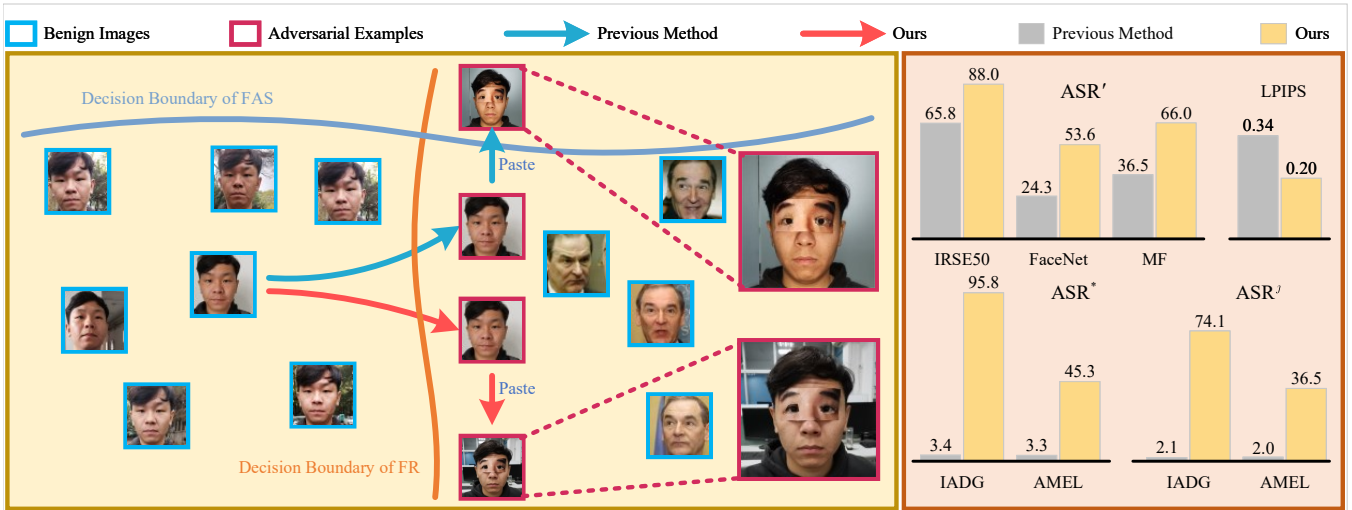 Benign Images Adversarial Examples Previous Method Ours Previous Method Ours
Decision Boundary of FAS
Paste
Paste
Decision Boundary of FR
ASR′ LPIPS
88.0
65.8
53.6
24.3
66.0
36.5
0.34
0.20
IRSE50 FaceNet MF
ASR* ASRʲ
95.8
3.4
45.3
3.3
74.1
2.1
36.5
2.0
IADG AMEL IADG AMEL